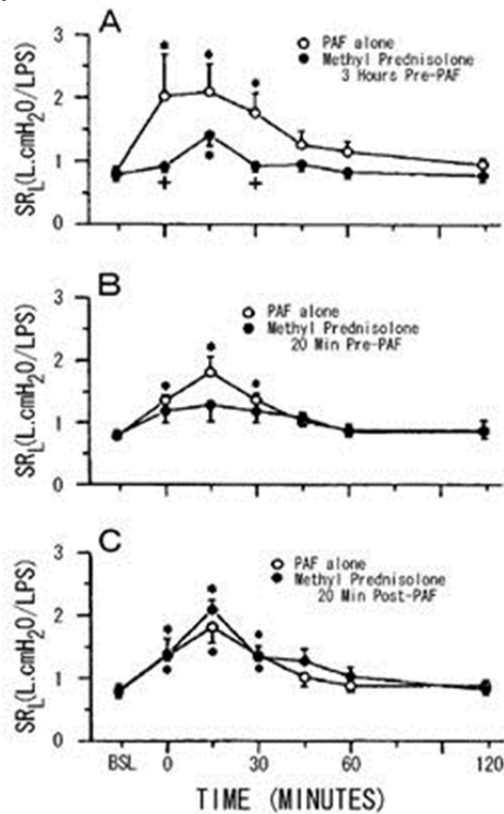 A
3
2
1
0
SRL(L.cmH2O/LPS)
PAF alone
Methyl Prednisolone
3 Hours Pre-PAF
B
3
2
1
0
SRL(L.cmH2O/LPS)
PAF alone
Methyl Prednisolone
20 Min Pre-PAF
C
3
2
1
0
SRL(L.cmH2O/LPS)
PAF alone
Methyl Prednisolone
20 Min Post-PAF
BSL 0 30 60 120
TIME (MINUTES)